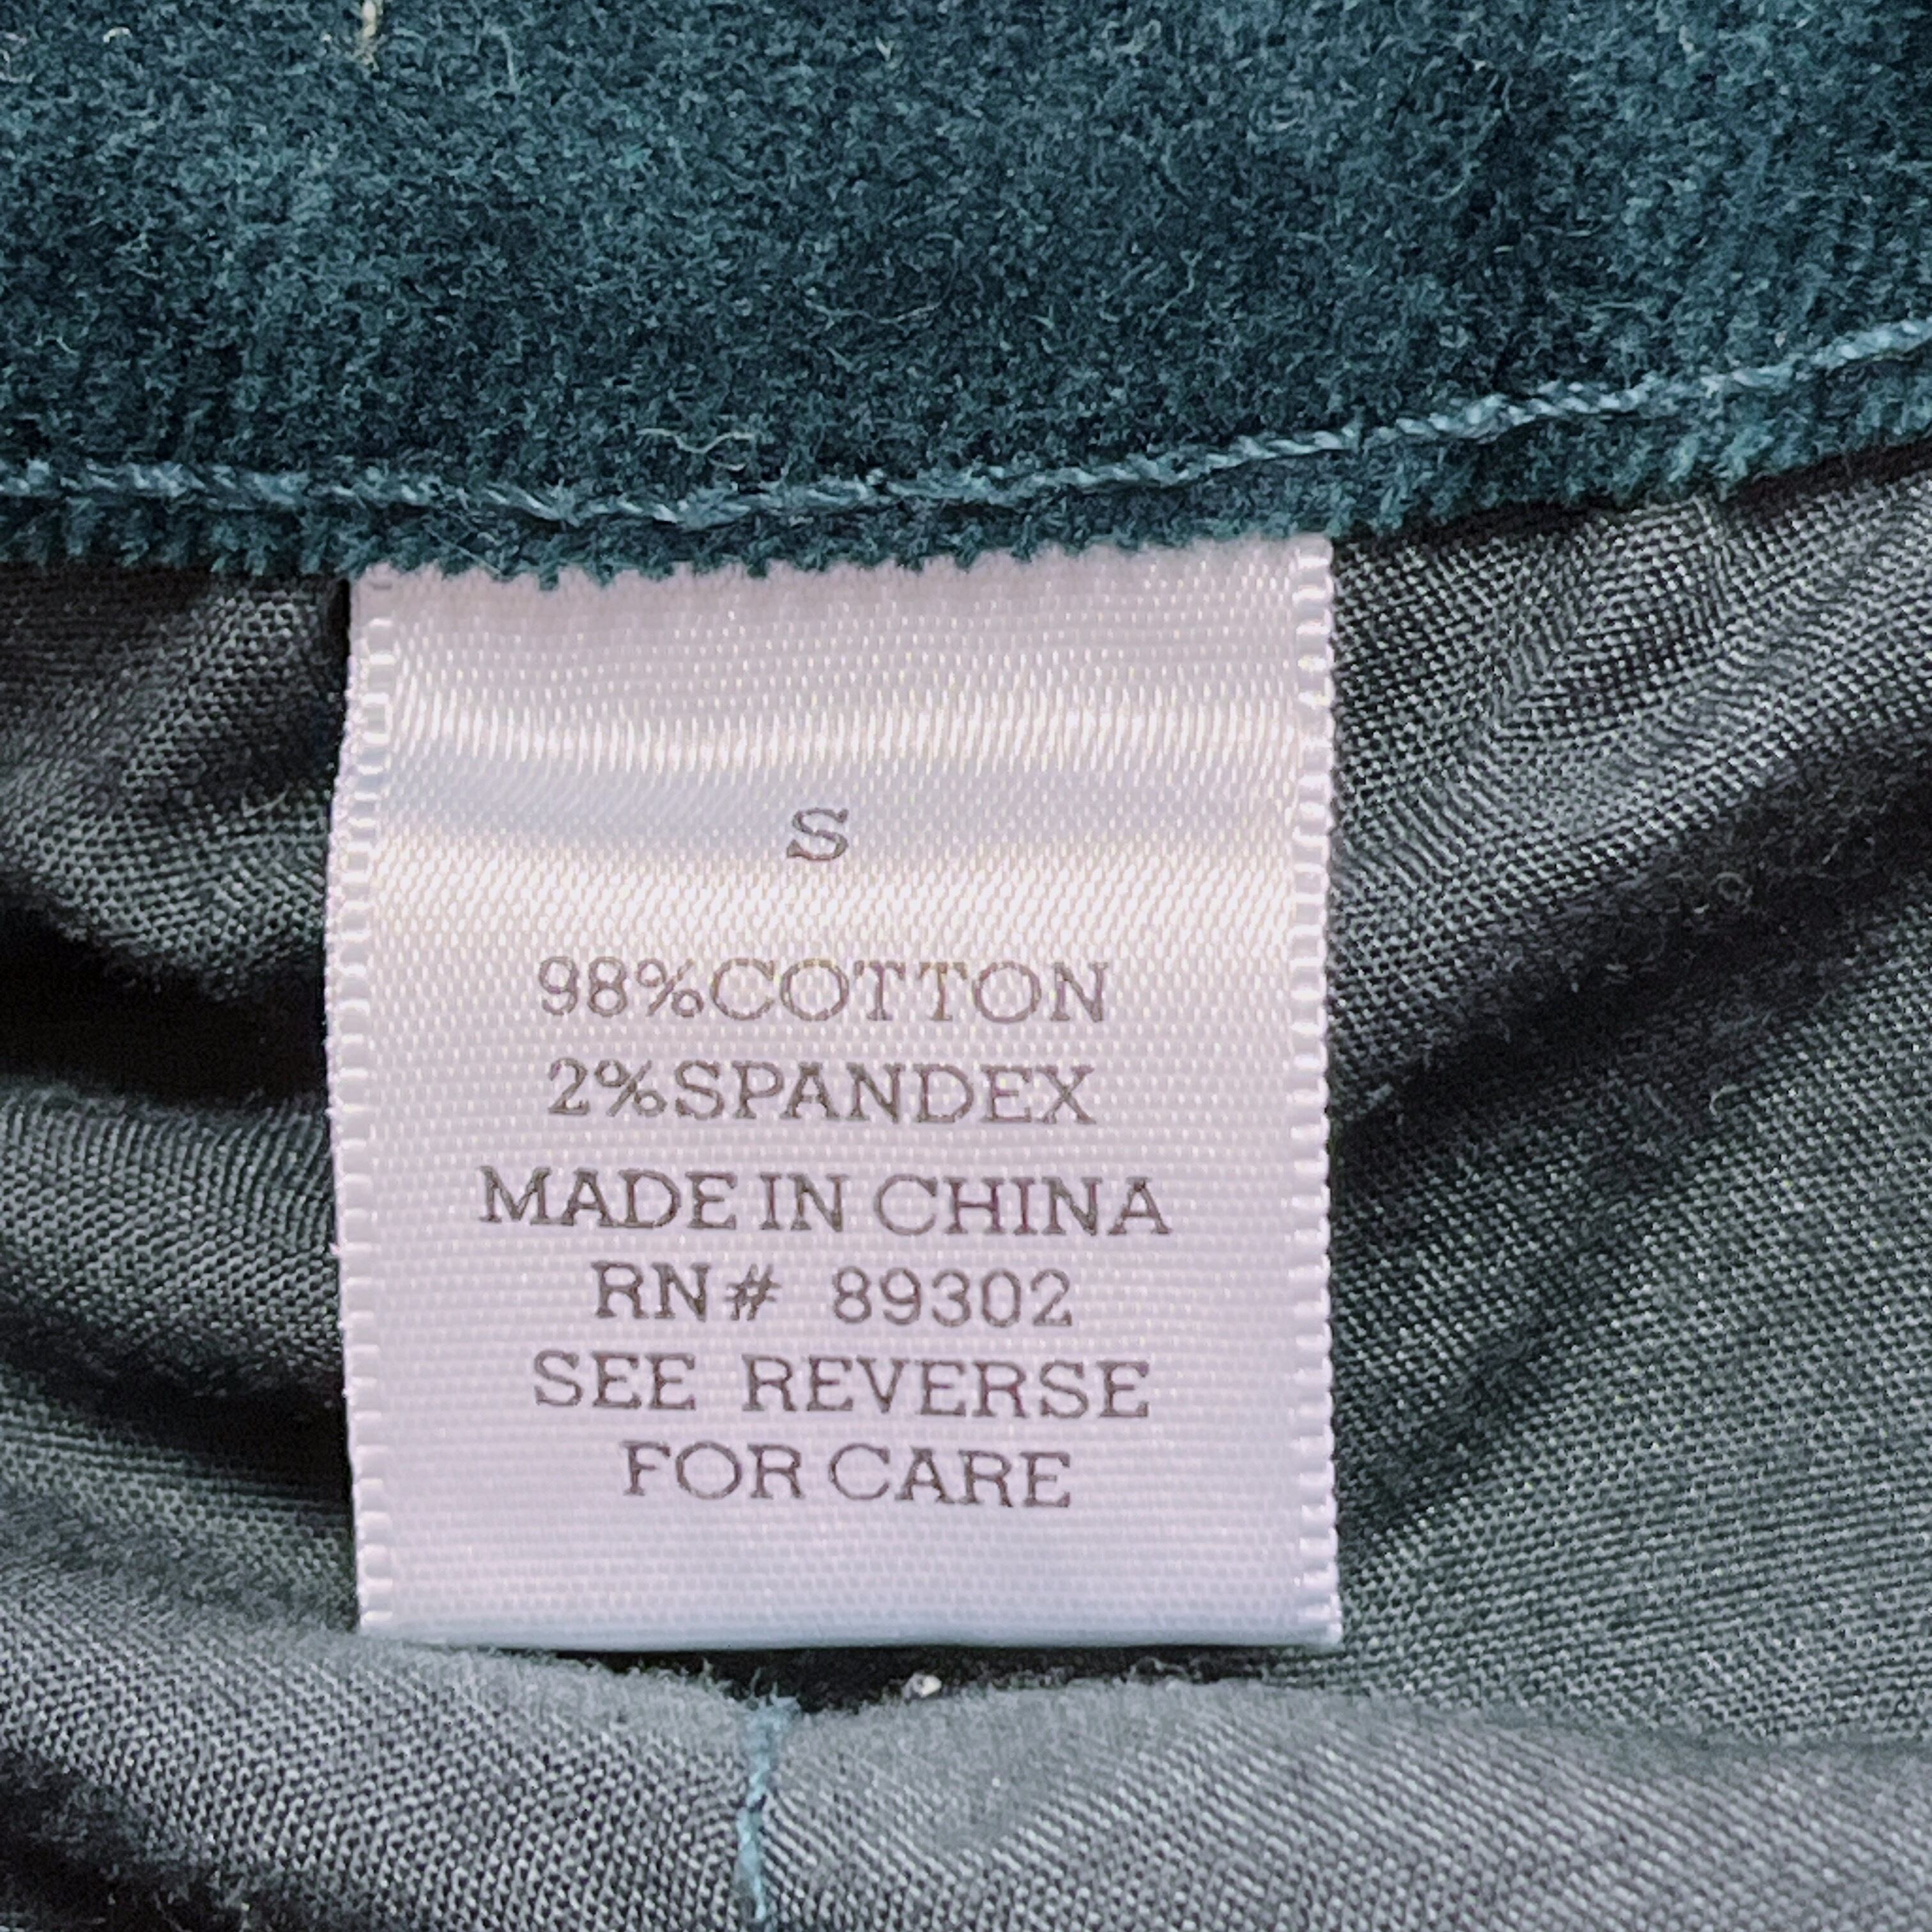 S
98%COTTON
2%SPANDEX
MADE IN CHINA
RN# 89302
SEE REVERSE
FOR CARE